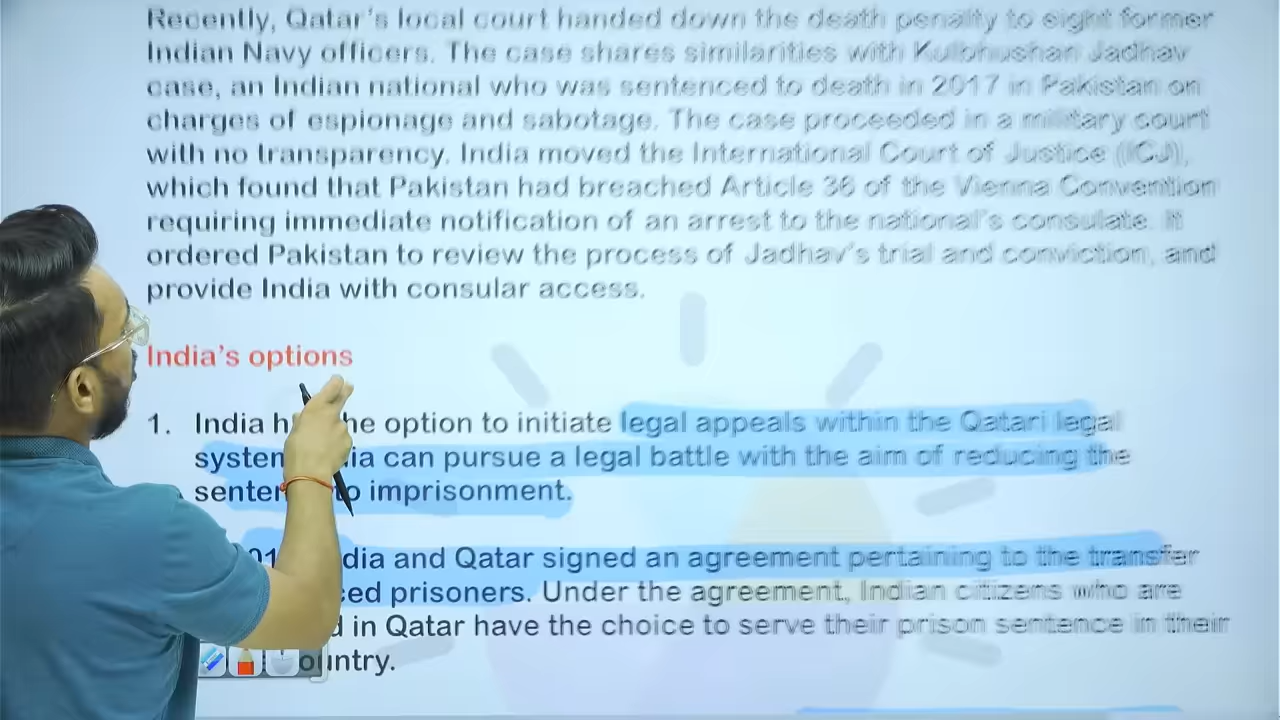 Recently, Qatar's local court handed down the death penalty to eight former
Indian Navy officers. The case shares similarities with Kulbhushan Jadhav
case, an Indian national who was sentenced to death in 2017 in Pakistan on
charges of espionage and sabotage. The case proceeded in a military court
with no transparency. India moved the International Court of Justice (ICJ),
which found that Pakistan had breached Article 36 of the Vienna Convention
requiring immediate notification of an arrest to the national's consulate. It
ordered Pakistan to review the process of Jadhav's trial and conviction, and
provide India with consular access.
India's options
1. India h he option to initiate legal appeals within the Qatari legal
system ia can pursue a legal battle with the aim of reducing the
senten to imprisonment.
01 dia and Qatar signed an agreement pertaining to the transfer
ced prisoners. Under the agreement, Indian citizens who are
d in Qatar have the choice to serve their prison sentence in their
ountry.